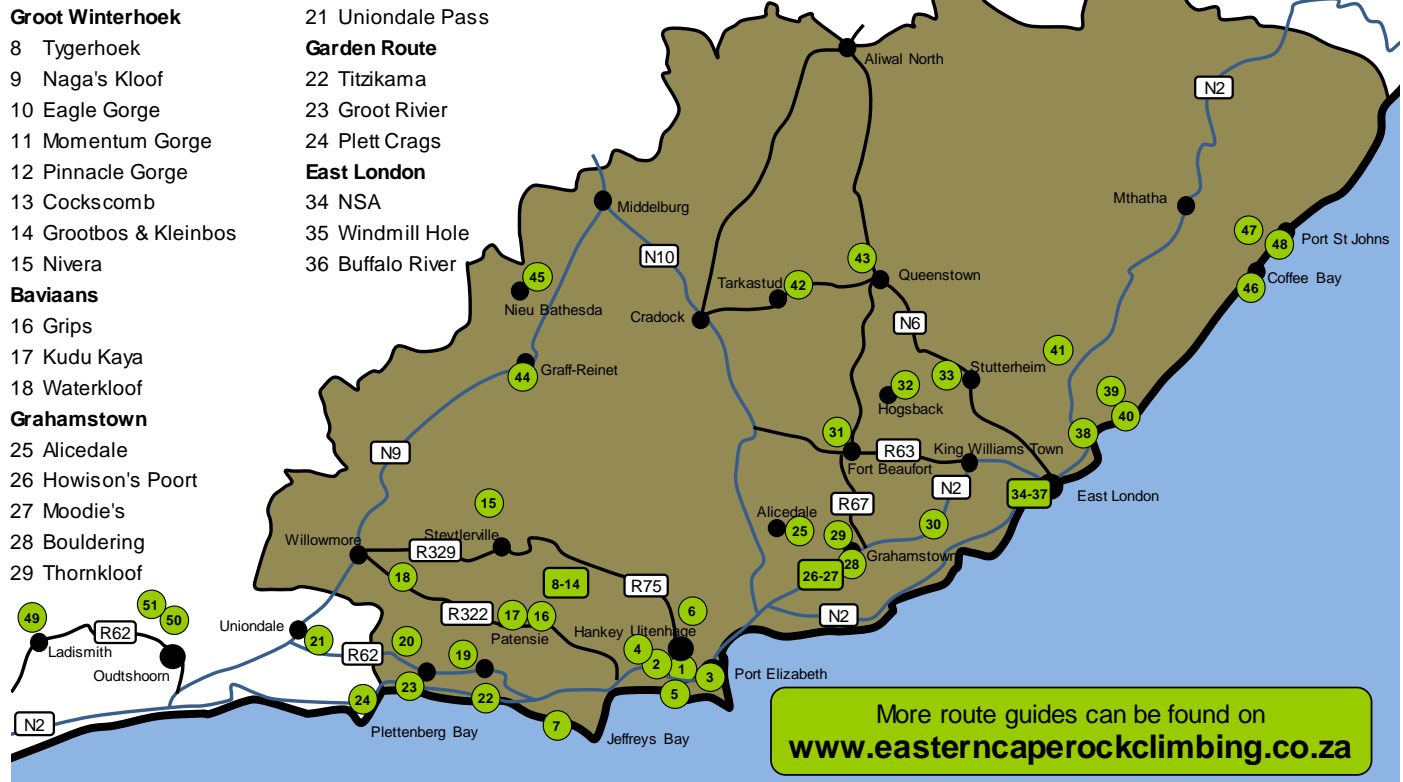 Groot Winterhoek
8 Tygerhoek
9 Naga's Kloof
10 Eagle Gorge
11 Momentum Gorge
12 Pinnacle Gorge
13 Cockscomb
14 Grootbos & Kleinbos
15 Nivera
Baviaans
16 Grips
17 Kudu Kaya
18 Waterkloof
Grahamstown
25 Alicedale
26 Howison's Poort
27 Moodie's
28 Bouldering
29 Thornkloof
21 Uniondale Pass
Garden Route
22 Titzikama
23 Groot Rivier
24 Plett Crags
East London
34 NSA
35 Windmill Hole
36 Buffalo River
Aliwal North
N2
Mthatha
Middelburg
47
48
Port St Johns
N10
43
45
Tarkastud
42
Queenstown
Coffee Bay
46
Nieu Bathesda
Cradock
N6
41
44
Graff-Reinet
33
Stutterheim
32
Hogsback
39
40
31
38
N9
R63
King Williams Town
Fort Beaufort
N2
34-37
East London
15
R67
Alicedale
25
29
30
Willowmore
Steytlerville
R329
Grahamstown
28
18
8-14
R75
26-27
51
50
49
R62
R322
17
16
6
N2
Uniondale
21
20
Patensie
Hankey
Uitenhage
Ladismith
R62
19
4
2
1
3
Port Elizabeth
Oudtshoorn
24
23
22
5
N2
Plettenberg Bay
7
Jeffreys Bay
More route guides can be found on
www.easterncaperockclimbing.co.za